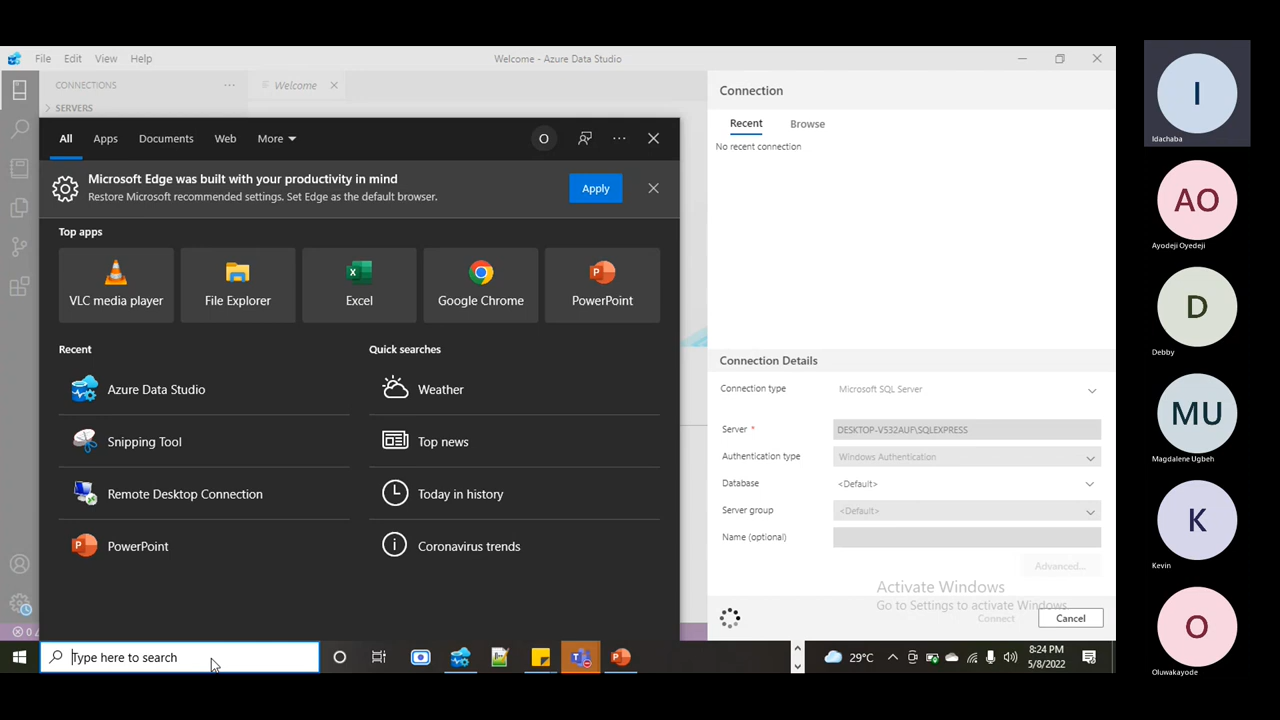 File Edit View Help
Welcome - Azure Data Studio
CONNECTIONS ...
Welcome
SERVERS
Connection
Recent Browse
No recent connection
All Apps Documents Web More
O
Microsoft Edge was built with your productivity in mind
Restore Microsoft recommended settings. Set Edge as the default browser.
Apply
Top apps
VLC media player
File Explorer
Excel
Google Chrome
PowerPoint
Recent
Azure Data Studio
Snipping Tool
Remote Desktop Connection
PowerPoint
Quick searches
Weather
Top news
Today in history
Coronavirus trends
Connection Details
Connection type Microsoft SQL Server
Server * DESKTOP-V532AUP\SQLEXPRESS
Authentication type Windows Authentication
Database <Default>
Server group <Default>
Name (optional)
Advanced...
Activate Windows
Go to Settings to activate Windows.
Connect
Cancel
0
Type here to search
29°C
8:24 PM
5/8/2022
I
Idachaba
AO
Ayodeji Oyedeji
D
Debby
MU
Magdalene Ugbeh
K
Kevin
O
Oluwakayode